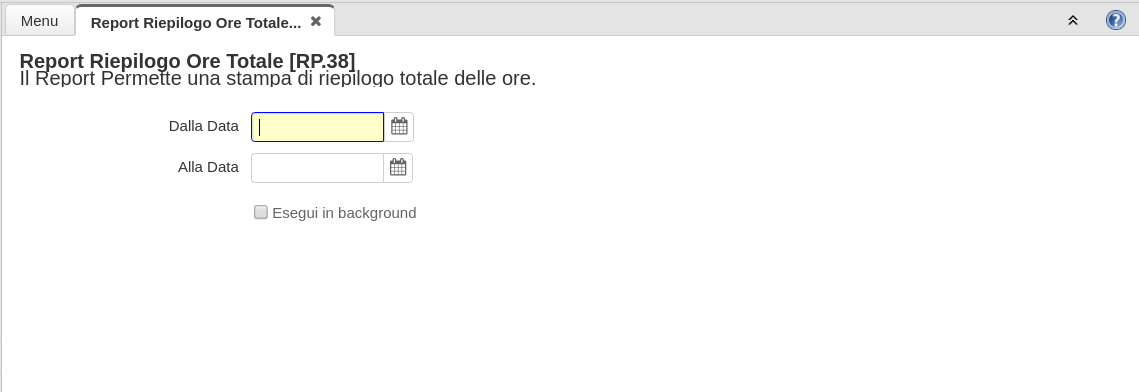 Menu
Report Riepilogo Ore Totale...
Report Riepilogo Ore Totale [RP.38]
Il Report Permette una stampa di riepilogo totale delle ore.
Dalla Data
Alla Data
Esegui in background